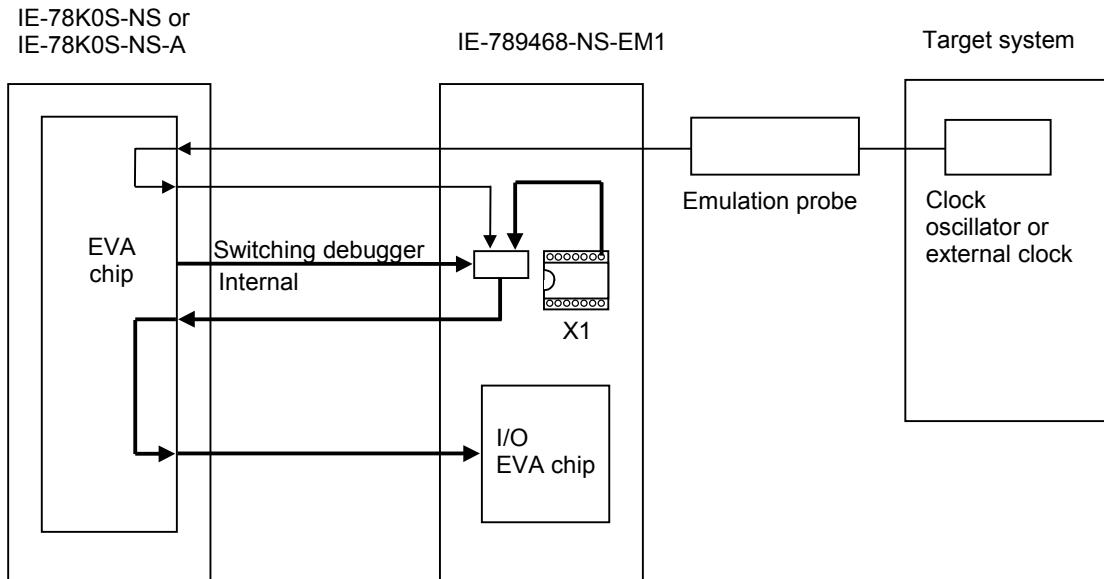 IE-78K0S-NS or
IE-78K0S-NS-A
IE-789468-NS-EM1
Target system
EVA
chip
Switching debugger
Internal
X1
I/O
EVA chip
Emulation probe
Clock
oscillator or
external clock